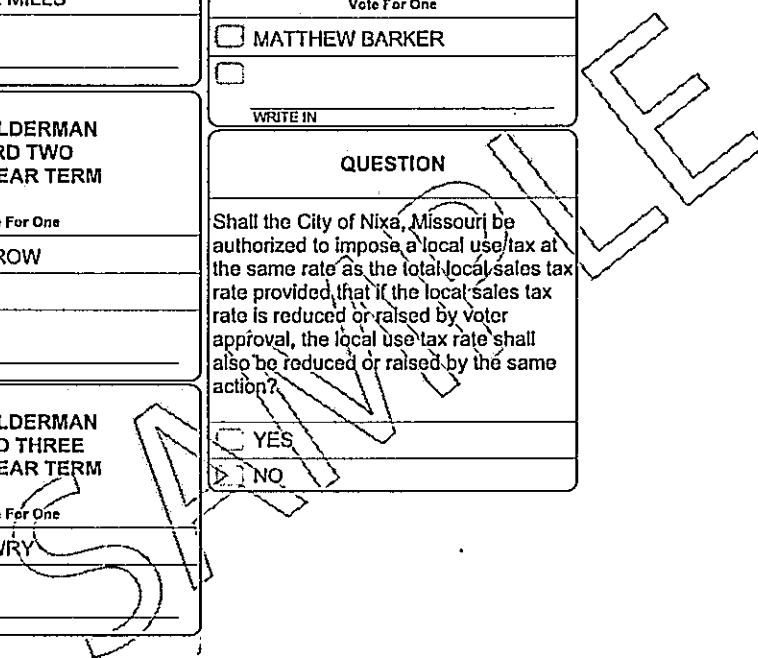 MILLS
LDERMAN
RD TWO
EAR TERM
For One
ROW
LDERMAN
D THREE
EAR TERM
For One
WRY
Vote For One
MATTHEW BARKER
WRITE IN
QUESTION
Shall the City of Nixa, Missouri be
authorized to impose a local use tax at
the same rate as the total local sales tax
rate provided that if the local sales tax
rate is reduced or raised by voter
approval, the local use tax rate shall
also be reduced or raised by the same
action?
YES
NO
SAMPLE